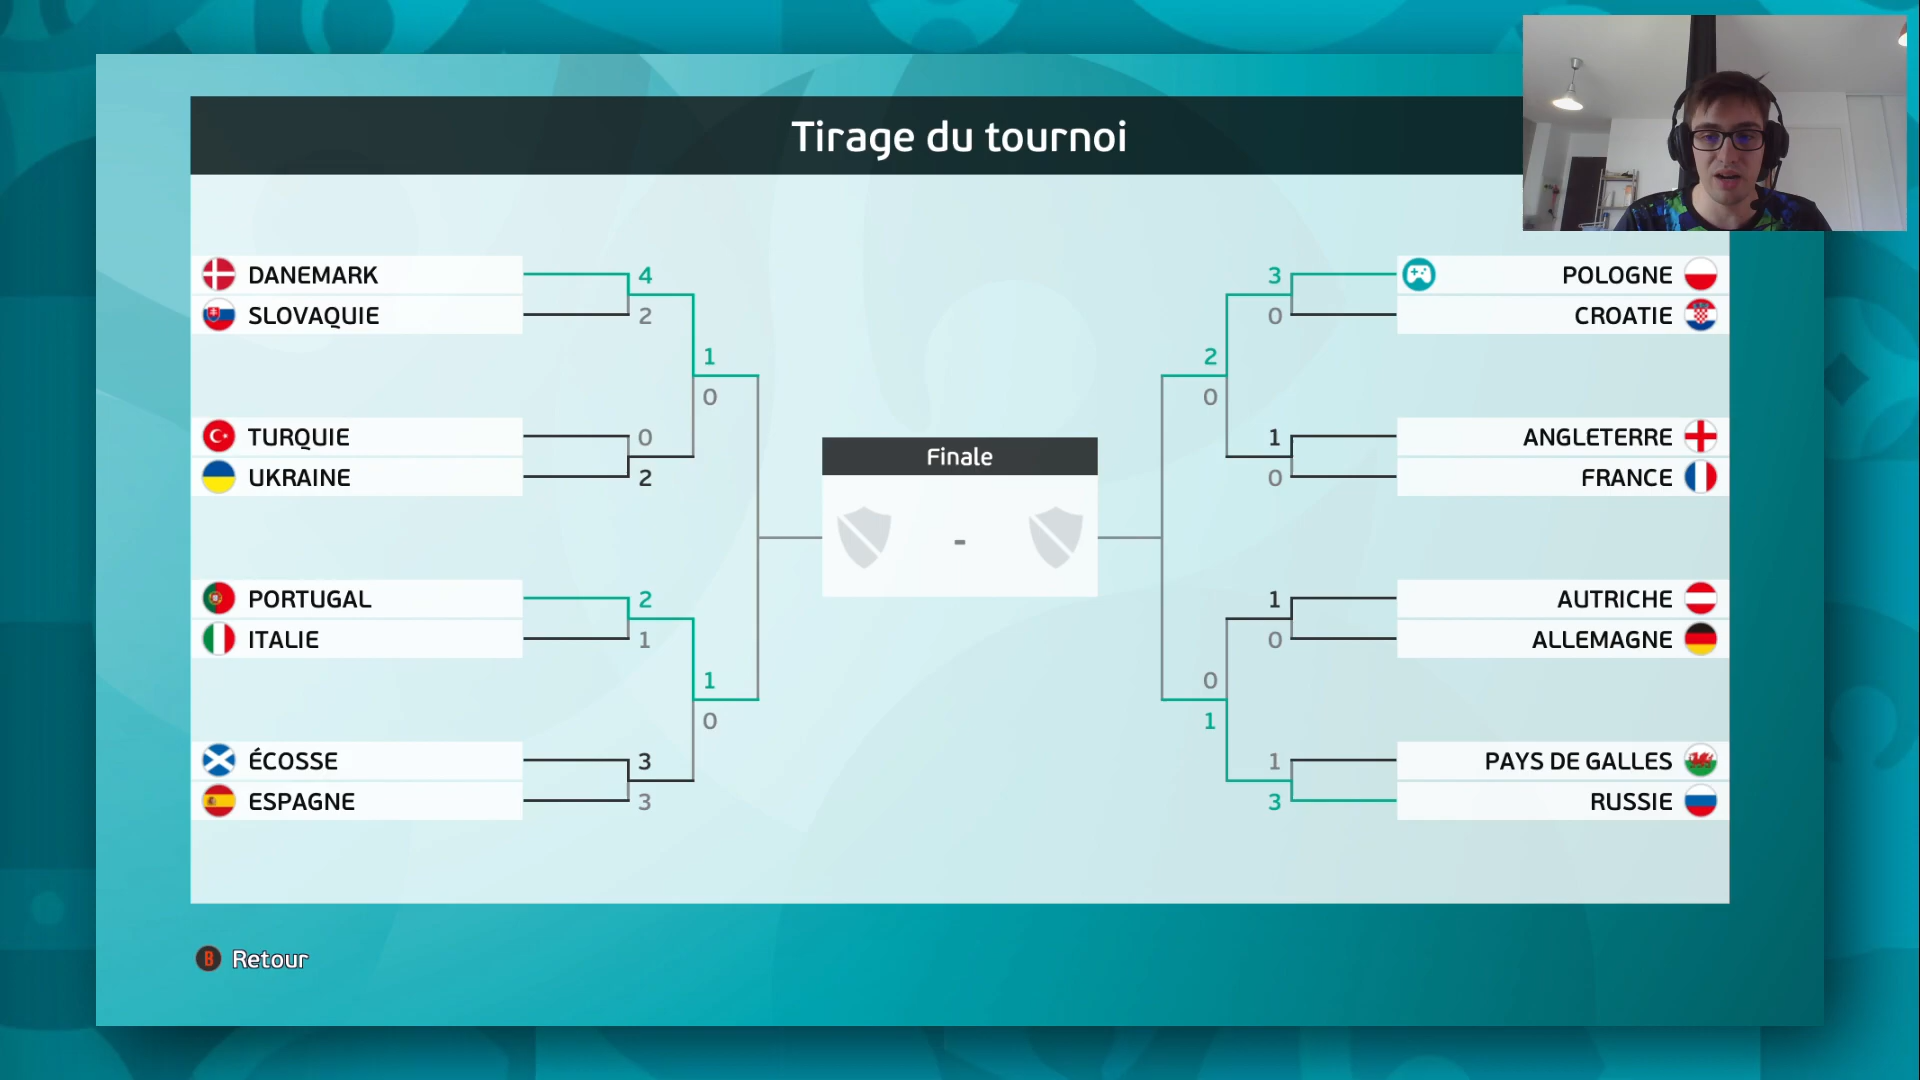 Tirage du tournoi
DANEMARK 4
SLOVAQUIE 2
1
0
TURQUIE 0
UKRAINE 2
PORTUGAL 2
ITALIE 1
1
0
ÉCOSSE 3
ESPAGNE 3
Finale
-
3 POLOGNE
0 CROATIE
2
0
1 ANGLETERRE
0 FRANCE
1 AUTRICHE
0 ALLEMAGNE
0
1
1 PAYS DE GALLES
3 RUSSIE
B Retour